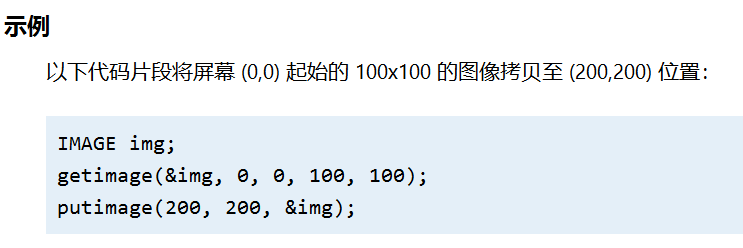 示例
以下代码片段将屏幕 (0,0) 起始的 100x100 的图像拷贝至 (200,200) 位置：
IMAGE img;
getimage(&img, 0, 0, 100, 100);
putimage(200, 200, &img);